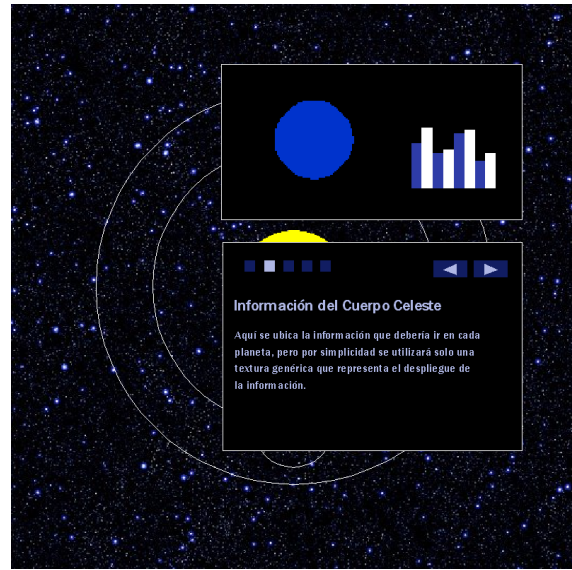 Información del Cuerpo Celeste
Aquí se ubica la información que debería ir en cada
planeta, pero por simplicidad se utilizará solo una
textura genérica que representa el despliegue de
la información.